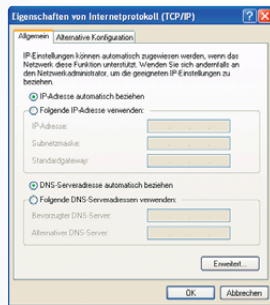 Eigenschaften von Internetprotokoll (TCP/IP)
Allgemein
Alternative Konfiguration
IP-Einstellungen können automatisch zugewiesen werden, wenn das
Netzwerk diese Funktion unterstützt. Wenden Sie sich andernfalls an
den Netzwerkadministrator, um die geeigneten IP-Einstellungen zu
beziehen.
IP-Adresse automatisch beziehen
Folgende IP-Adresse verwenden:
IP-Adresse:
Subnetzmaske:
Standardgateway:
DNS-Serveradresse automatisch beziehen
Folgende DNS-Serveradressen verwenden:
Bevorzugter DNS-Server:
Alternativer DNS-Server:
Erweitert...
OK
Abbrechen